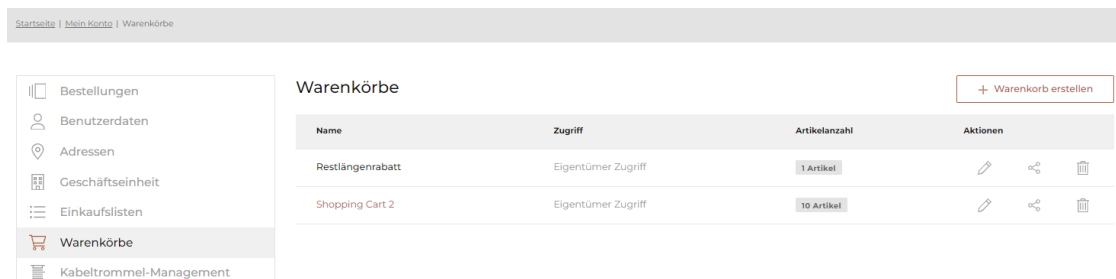 Startseite | Mein Konto | Warenkörbe
Bestellungen
Benutzerdaten
Adressen
Geschäftseinheit
Einkaufslisten
Warenkörbe
Kabeltrommel-Management
Warenkörbe
+ Warenkorb erstellen
Name Zugriff Artikelanzahl Aktionen
Restlängenrabatt Eigentümer Zugriff 1 Artikel
Shopping Cart 2 Eigentümer Zugriff 10 Artikel